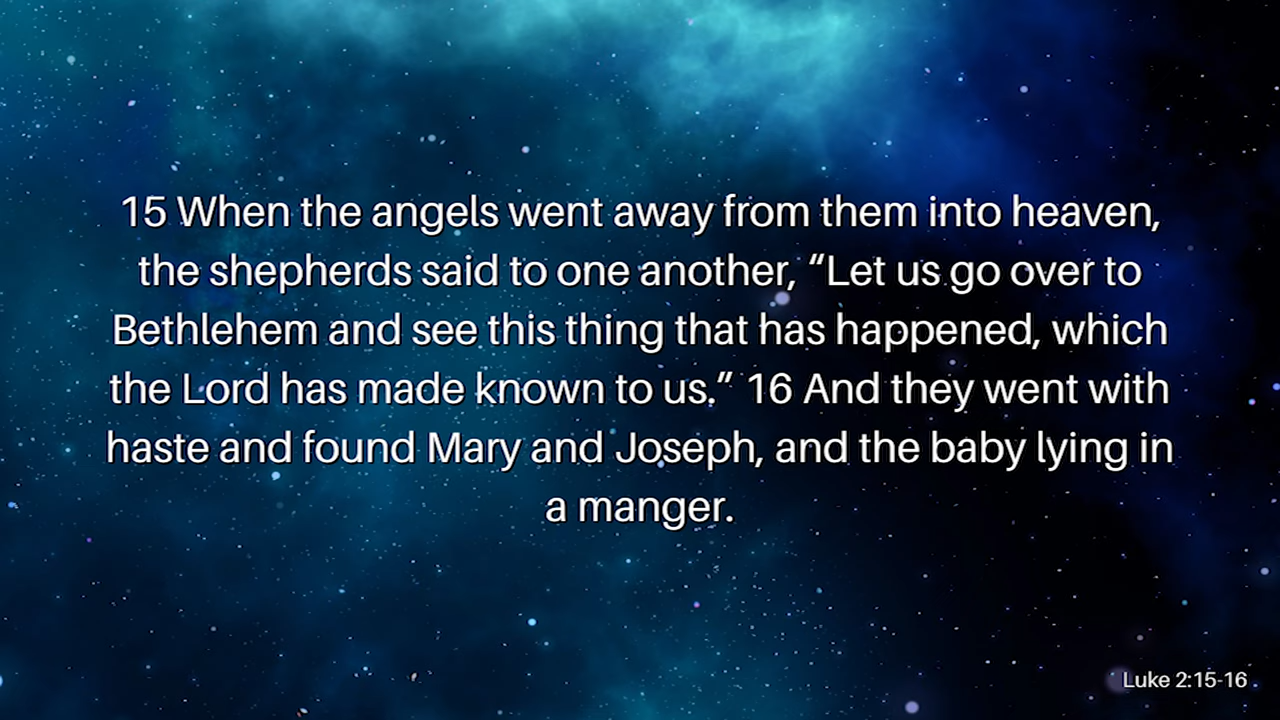 15 When the angels went away from them into heaven,
the shepherds said to one another, “Let us go over to
Bethlehem and see this thing that has happened, which
the Lord has made known to us.” 16 And they went with
haste and found Mary and Joseph, and the baby lying in
a manger.
Luke 2:15-16